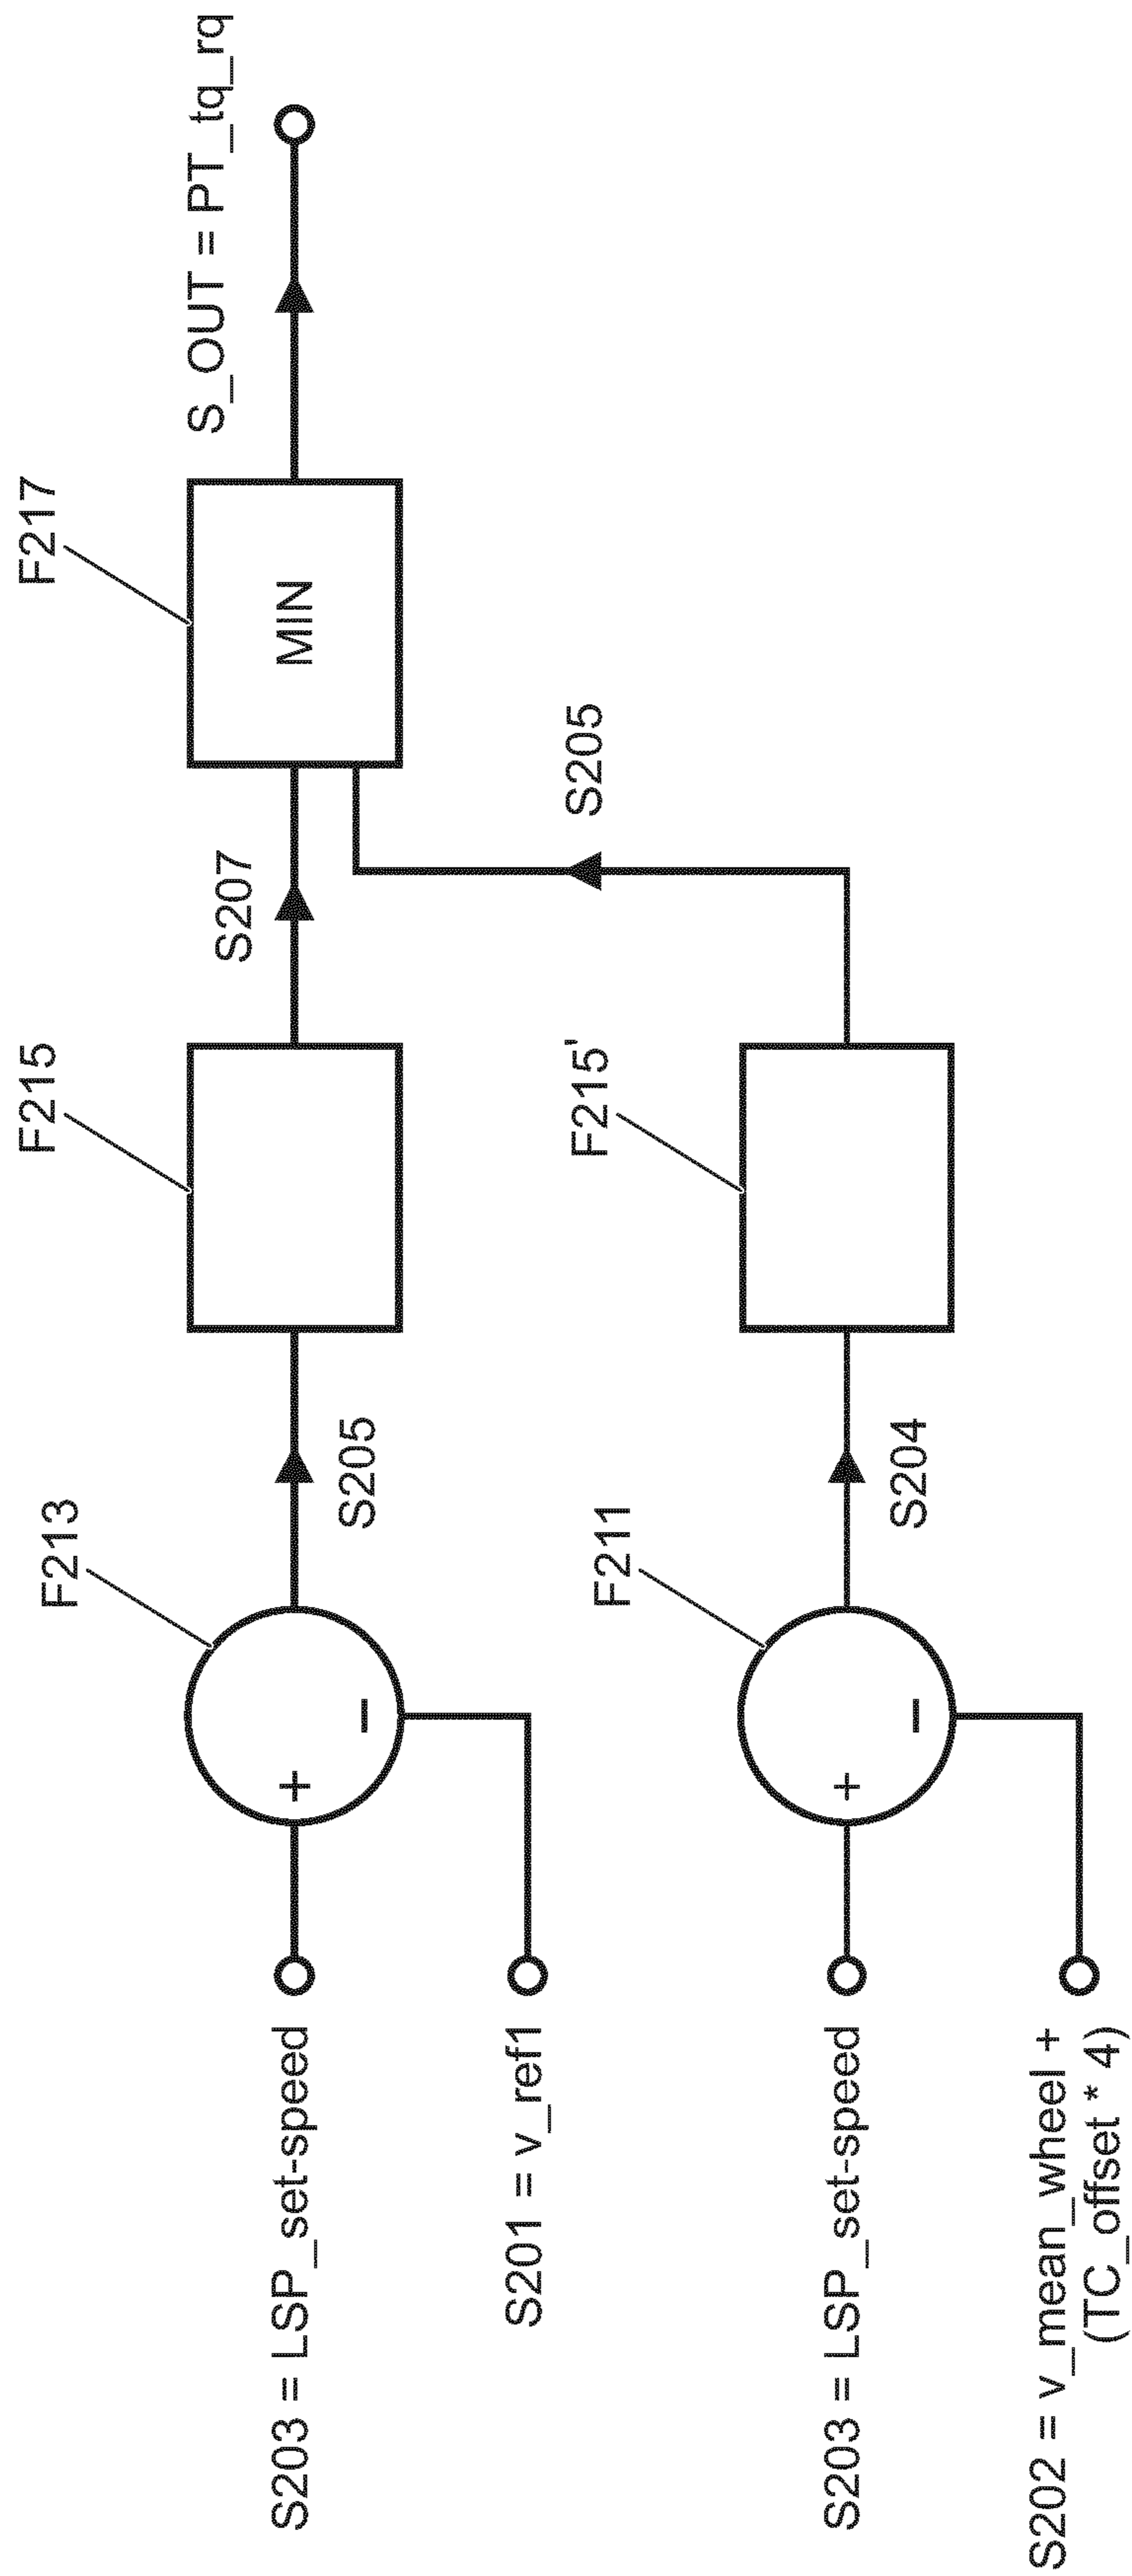 F213
F215
F217
S_OUT = PT_tq_rq
S203 = LSP_set-speed
+
−
S205
S207
MIN
S201 = v_ref1
F211
F215'
S205
S203 = LSP_set-speed
+
−
S204
S202 = v_mean_wheel +
(TC_offset * 4)